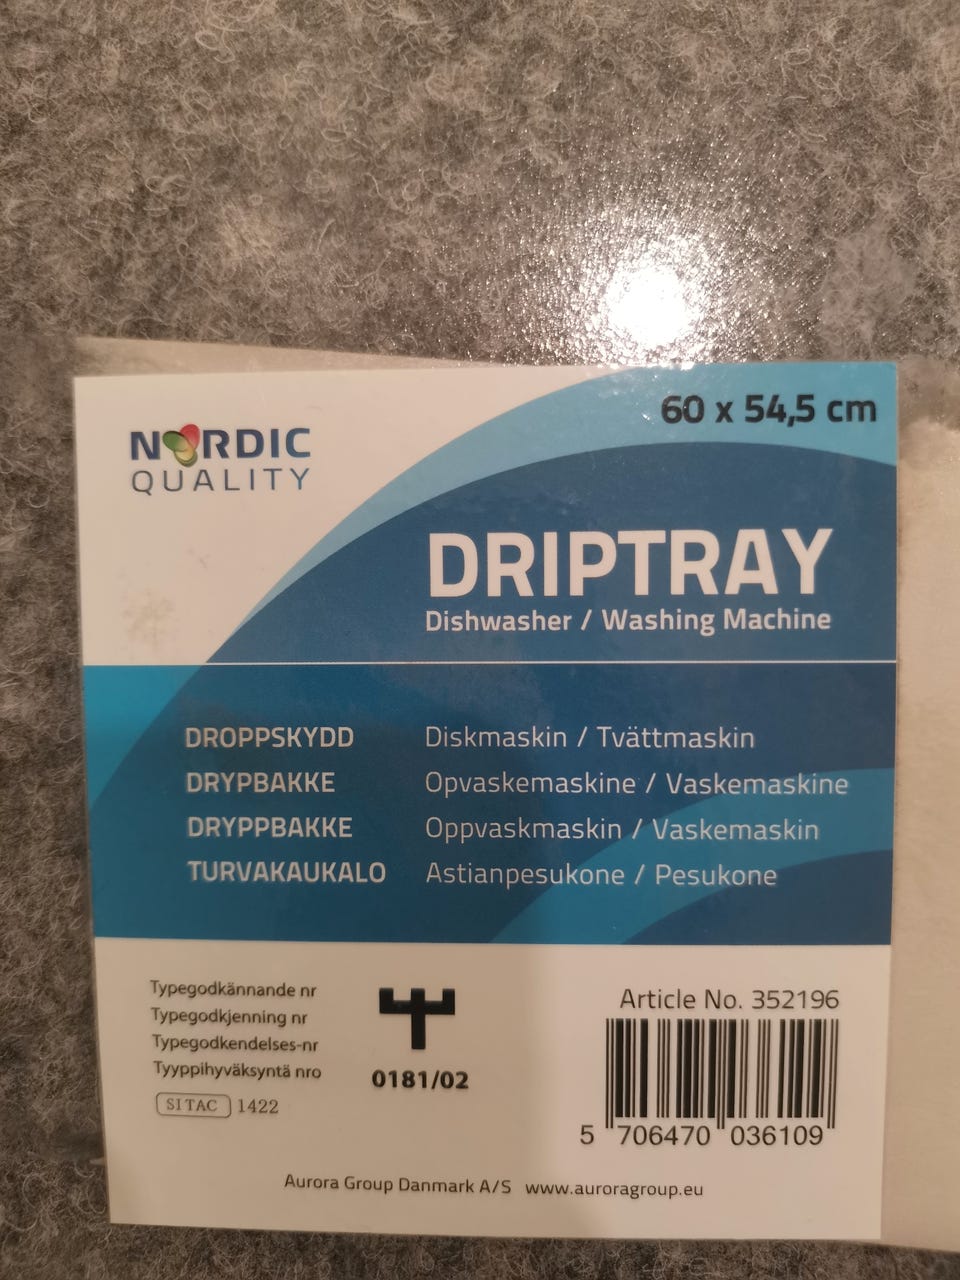 60 x 54,5 cm
NORDIC
QUALITY
DRIPTRAY
Dishwasher / Washing Machine
DROPPSKYDD Diskmaskin / Tvättmaskin
DRYPBAKKE Opvaskemaskine / Vaskemaskine
DRYPPBAKKE Oppvaskmaskin / Vaskemaskin
TURVAKAUKALO Astianpesukone / Pesukone
Typegodkännande nr
Typegodkjenning nr
Typegodkendelses-nr
Tyyppihyväksyntä nro
SITAC 1422
0181/02
Article No. 352196
5 706470 036109
Aurora Group Danmark A/S www.auroragroup.eu